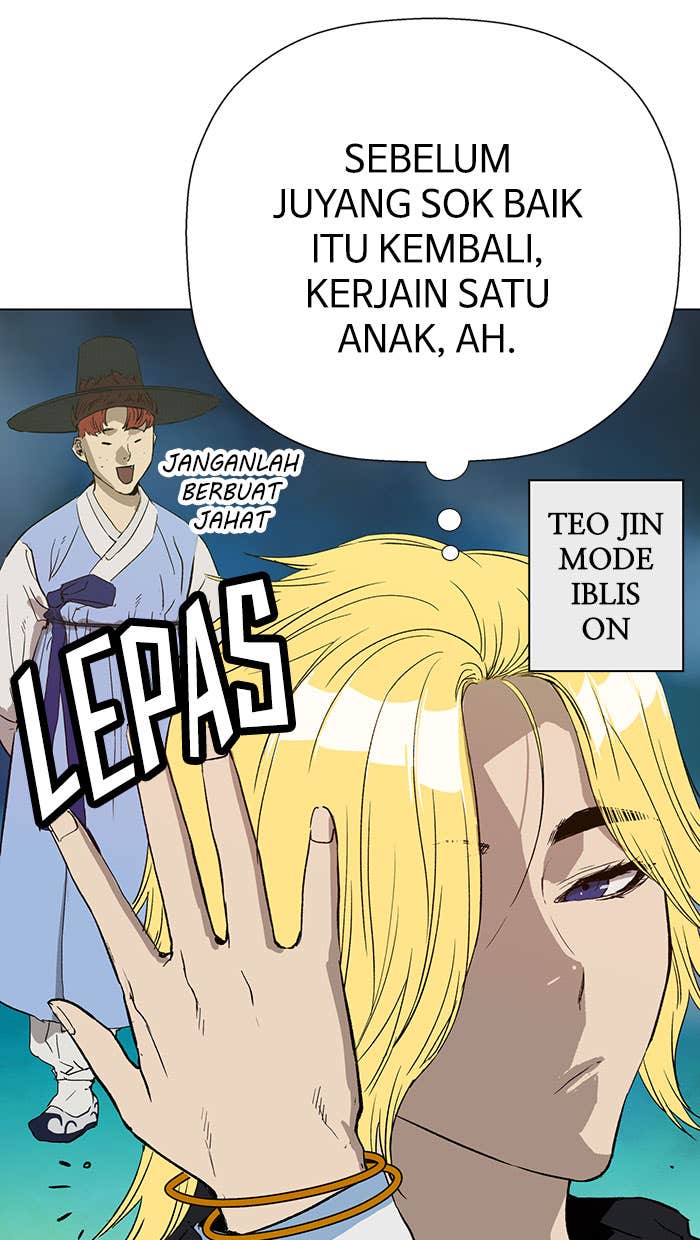 SEBELUM
JUYANG SOK BAIK
ITU KEMBALI,
KERJAIN SATU
ANAK, AH.
JANGANLAH
BERBUAT
JAHAT
TEO JIN
MODE
IBLIS
ON
LEPAS